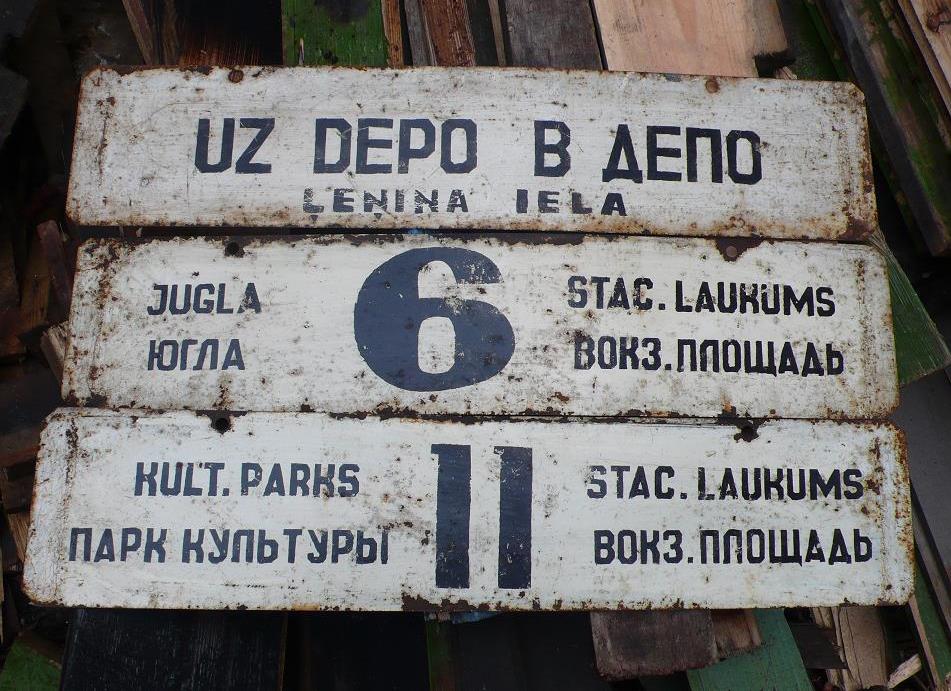 UZ DEPO В ДЕПО
ĻEŅIŅA IELA
JUGLA 6 STAC. LAUKUMS
ЮГЛА ВОКЗ. ПЛОЩАДЬ
KULT. PARKS 11 STAC. LAUKUMS
ПАРК КУЛЬТУРЫ ВОКЗ. ПЛОЩАДЬ